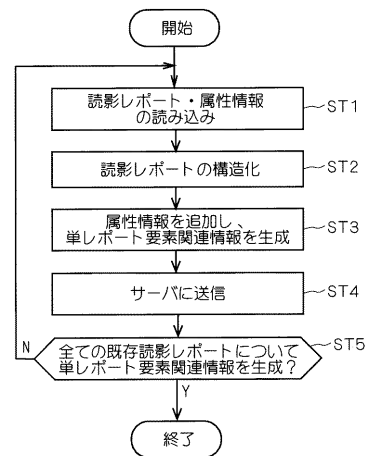 開始
読影レポート・属性情報
の読み込み
ST1
読影レポートの構造化
ST2
属性情報を追加し、
単レポート要素関連情報を生成
ST3
サーバに送信
ST4
全ての既存読影レポートについて
単レポート要素関連情報を生成?
ST5
N
Y
終了